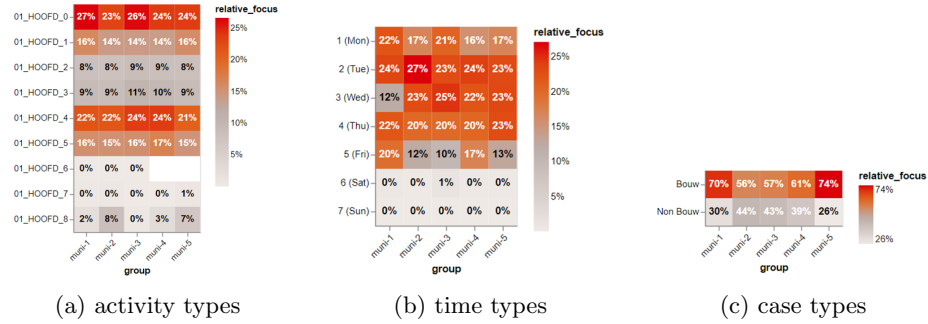 01_HOOFD_0 27% 23% 26% 24% 24%
01_HOOFD_1 16% 14% 14% 14% 16%
01_HOOFD_2 8% 8% 9% 9% 8%
01_HOOFD_3 9% 9% 11% 10% 9%
01_HOOFD_4 22% 22% 24% 24% 21%
01_HOOFD_5 16% 15% 16% 17% 15%
01_HOOFD_6 0% 0% 0%
01_HOOFD_7 0% 0% 0% 0% 1%
01_HOOFD_8 2% 8% 0% 3% 7%
muni-1 muni-2 muni-3 muni-4 muni-5
group
relative_focus
25%
20%
15%
10%
5%
(a) activity types
1 (Mon) 22% 17% 21% 16% 17%
2 (Tue) 24% 27% 23% 24% 23%
3 (Wed) 12% 23% 25% 22% 23%
4 (Thu) 22% 20% 20% 20% 23%
5 (Fri) 20% 12% 10% 17% 13%
6 (Sat) 0% 0% 1% 0% 0%
7 (Sun) 0% 0% 0% 0% 0%
muni-1 muni-2 muni-3 muni-4 muni-5
group
relative_focus
25%
20%
15%
10%
5%
(b) time types
Bouw 70% 56% 57% 61% 74%
Non Bouw 30% 44% 43% 39% 26%
muni-1 muni-2 muni-3 muni-4 muni-5
group
relative_focus
74%
26%
(c) case types